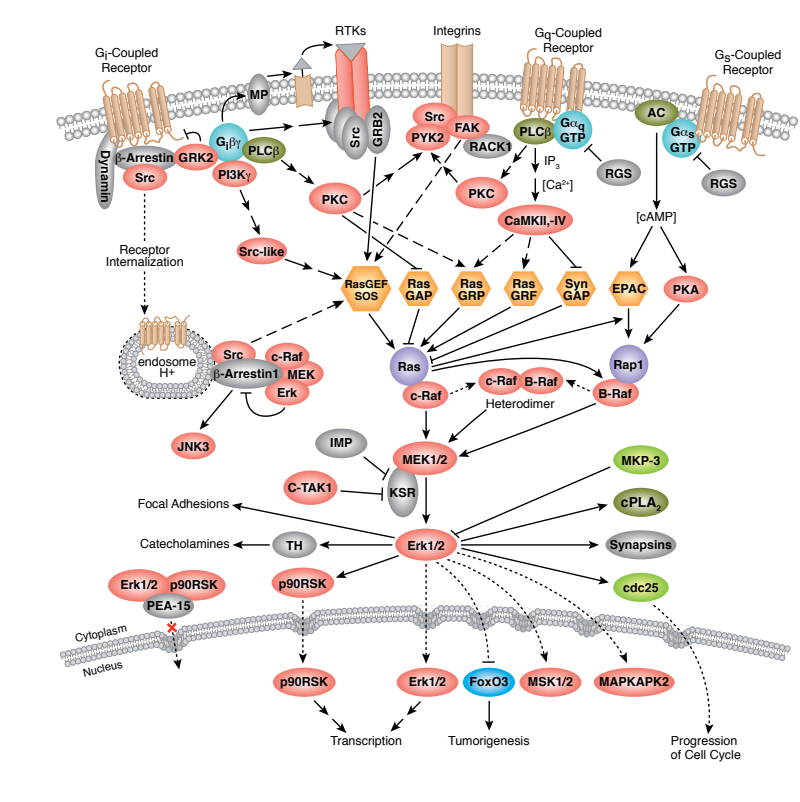 RTKs
Integrins
Gq-Coupled
Receptor
Gi-Coupled
Receptor
Gs-Coupled
Receptor
MP
AC
Src
GRB2
Src
PYK2
FAK
RACK1
PLCβ
Gαq
GTP
Gαs
GTP
Dynamin
β-Arrestin
Src
GRK2
Giβγ
PLCβ
PI3Kγ
IP3
[Ca2+]
RGS
RGS
PKC
PKC
CaMKII,-IV
[cAMP]
Receptor
Internalization
Src-like
RasGEF
SOS
Ras
GAP
Ras
GRP
Ras
GRF
Syn
GAP
EPAC
PKA
endosome
H+
Src
β-Arrestin1
c-Raf
MEK
Erk
Ras
c-Raf
c-Raf
B-Raf
Heterodimer
Rap1
B-Raf
JNK3
IMP
MEK1/2
MKP-3
C-TAK1
KSR
cPLA2
Focal Adhesions
Catecholamines
TH
Erk1/2
Synapsins
Erk1/2
p90RSK
PEA-15
p90RSK
cdc25
Cytoplasm
Nucleus
p90RSK
Erk1/2
FoxO3
MSK1/2
MAPKAPK2
Transcription
Tumorigenesis
Progression
of Cell Cycle